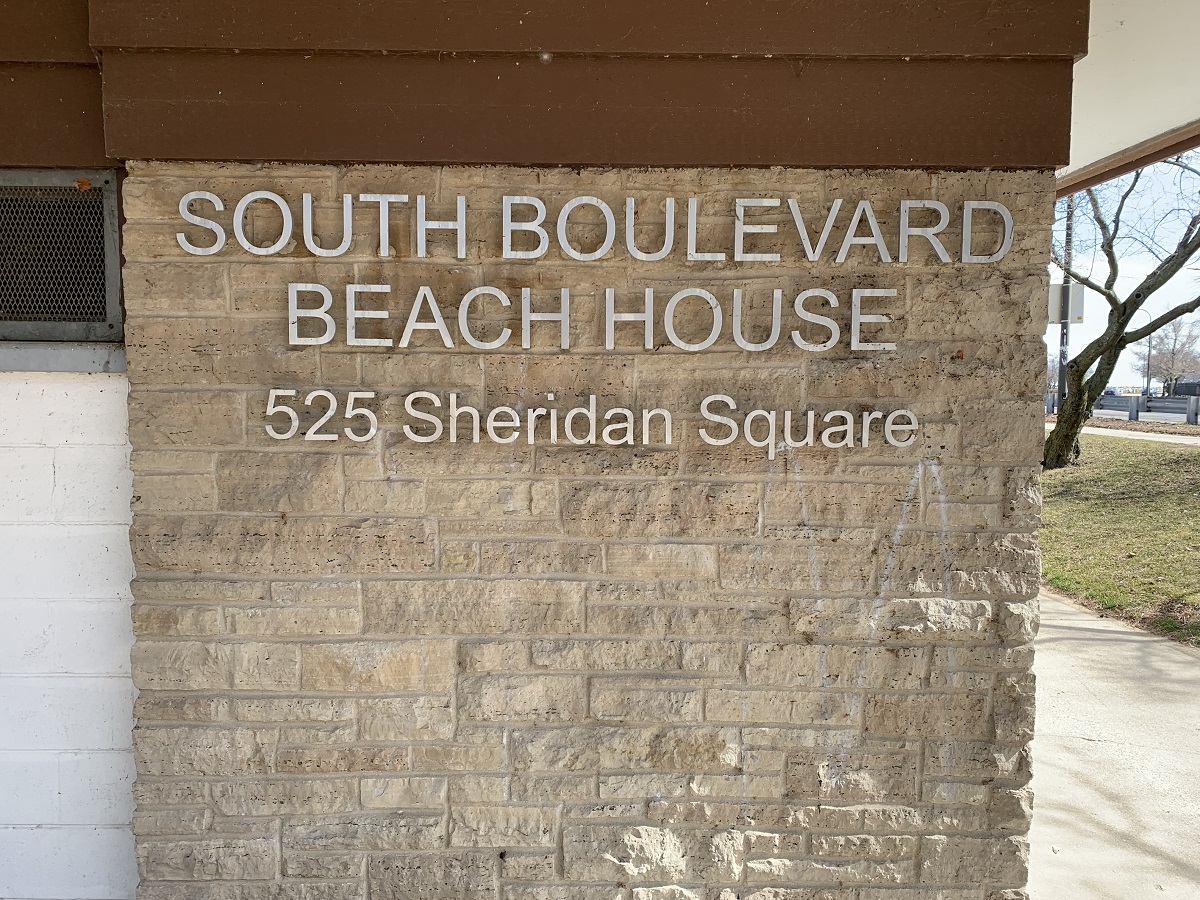 SOUTH BOULEVARD
BEACH HOUSE
525 Sheridan Square